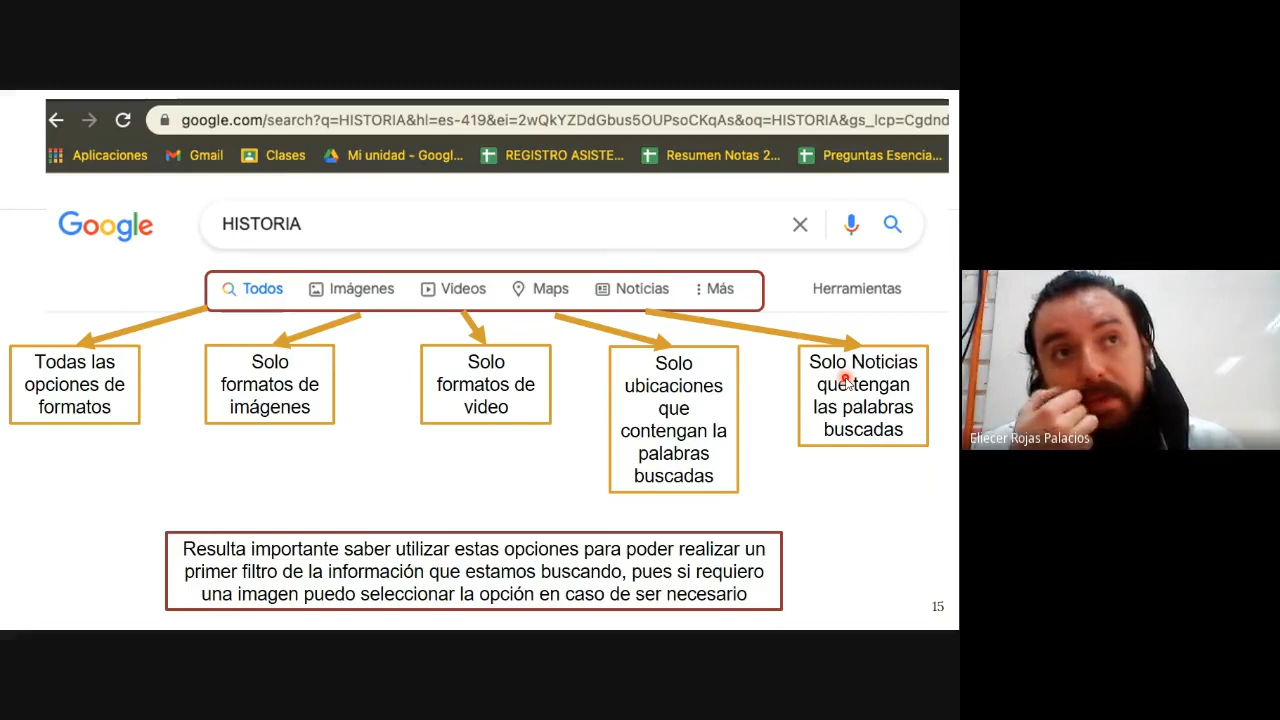 google.com/search?q=HISTORIA&hl=es-419&ei=2wQkYZDdGbus5OUPsoCKqAs&oq=HISTORIA&gs_lcp=Cgdnd
Aplicaciones Gmail Clases Mi unidad - Googl... REGISTRO ASISTE... Resumen Notas 2... Preguntas Esencia...
Google HISTORIA
Todos Imágenes Videos Maps Noticias Más Herramientas
Todas las
opciones de
formatos
Solo
formatos de
imágenes
Solo
formatos de
video
Solo
ubicaciones
que
contengan la
palabras
buscadas
Solo Noticias
que tengan
las palabras
buscadas
Resulta importante saber utilizar estas opciones para poder realizar un
primer filtro de la información que estamos buscando, pues si requiero
una imagen puedo seleccionar la opción en caso de ser necesario
15
Eliecer Rojas Palacios